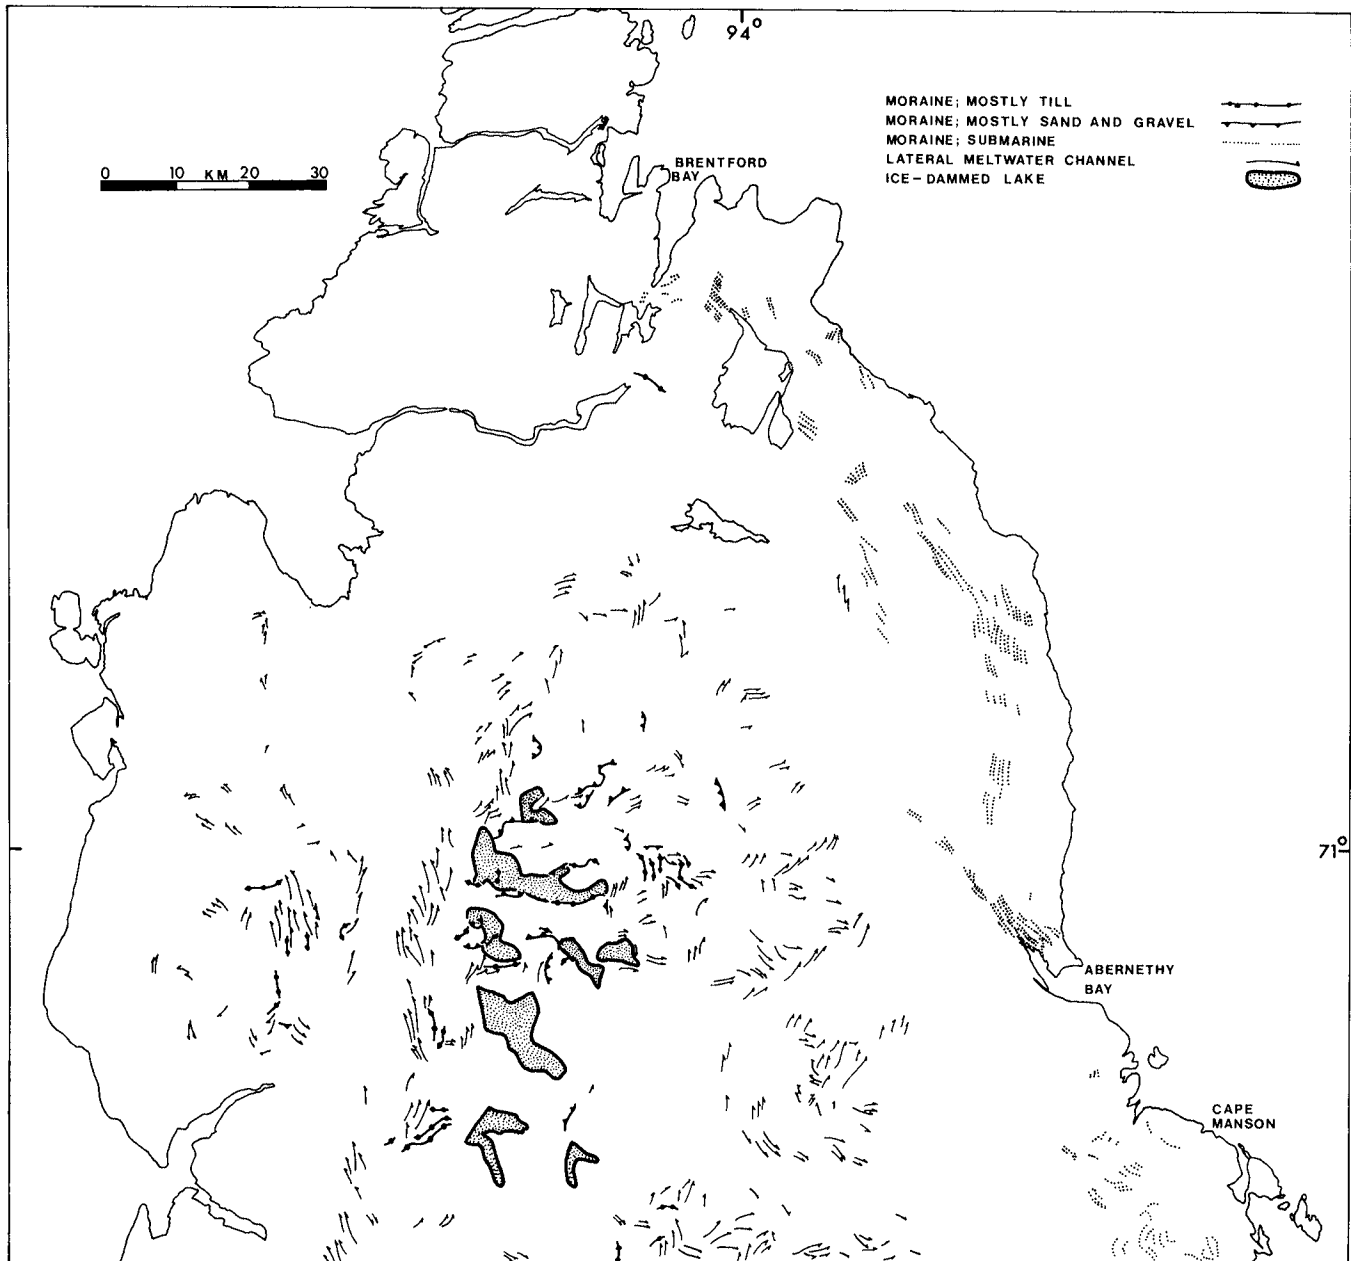 94°
MORAINE; MOSTLY TILL
MORAINE; MOSTLY SAND AND GRAVEL
MORAINE; SUBMARINE
LATERAL MELTWATER CHANNEL
ICE-DAMMED LAKE
0 10 KM 20 30
BRENTFORD
BAY
71°
ABERNETHY
BAY
CAPE
MANSON